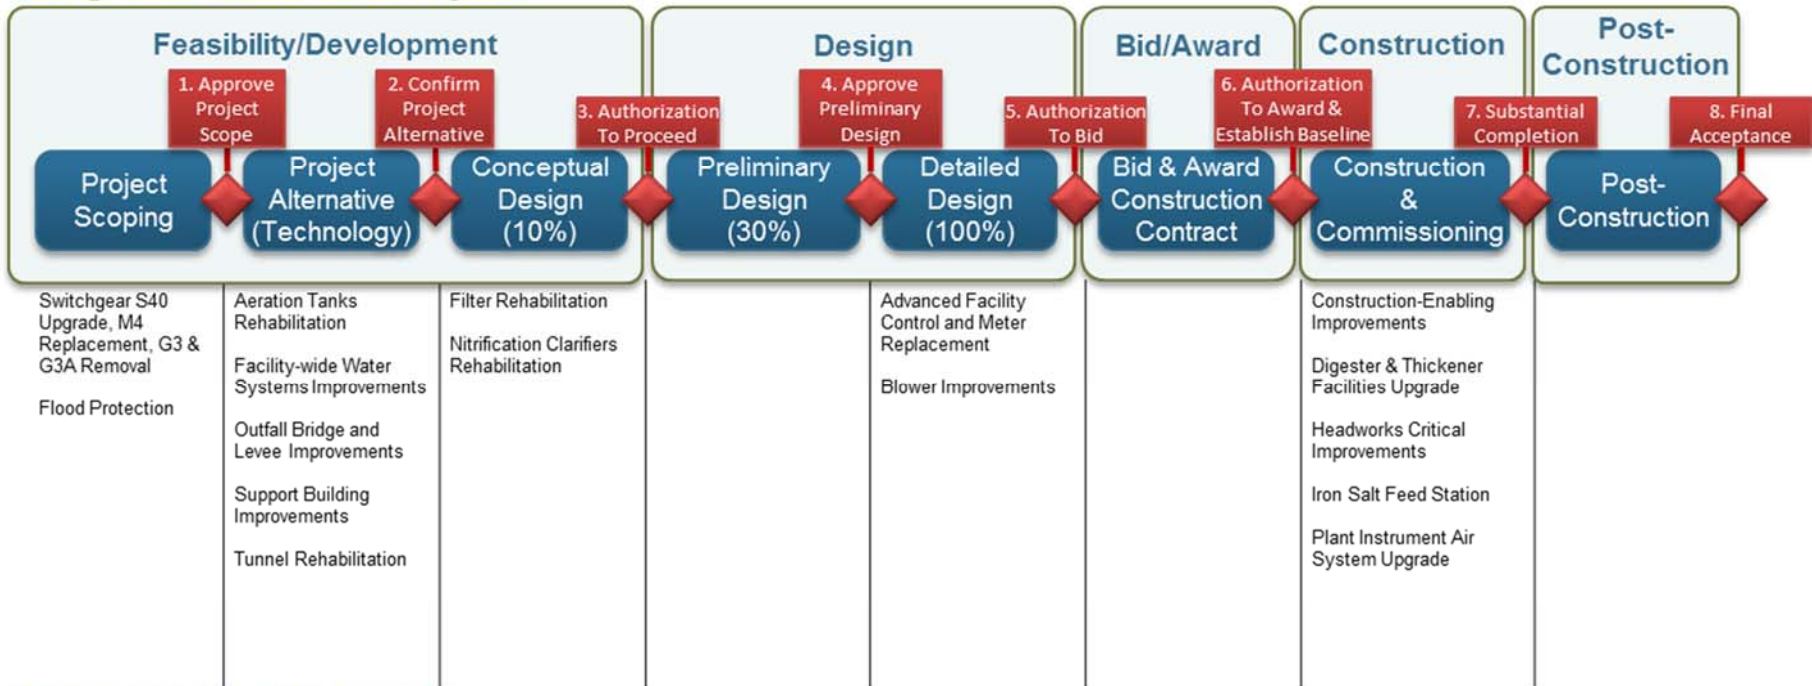 Feasibility/Development
Design
Bid/Award
Construction
Post-
Construction
1. Approve
Project
Scope
2. Confirm
Project
Alternative
3. Authorization
To Proceed
4. Approve
Preliminary
Design
5. Authorization
To Bid
6. Authorization
To Award &
Establish Baseline
7. Substantial
Completion
8. Final
Acceptance
Project
Scoping
Project
Alternative
(Technology)
Conceptual
Design
(10%)
Preliminary
Design
(30%)
Detailed
Design
(100%)
Bid & Award
Construction
Contract
Construction
&
Commissioning
Post-
Construction
Switchgear S40
Upgrade, M4
Replacement, G3 &
G3A Removal
Flood Protection
Aeration Tanks
Rehabilitation
Facility-wide Water
Systems Improvements
Outfall Bridge and
Levee Improvements
Support Building
Improvements
Tunnel Rehabilitation
Filter Rehabilitation
Nitrification Clarifiers
Rehabilitation
Advanced Facility
Control and Meter
Replacement
Blower Improvements
Construction-Enabling
Improvements
Digester & Thickener
Facilities Upgrade
Headworks Critical
Improvements
Iron Salt Feed Station
Plant Instrument Air
System Upgrade